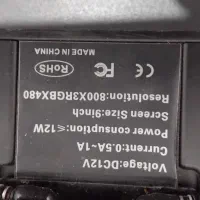 Voltage:DC12V
Current:0.5A~1A
Power consuption:≤12W
Screen Size:9inch
Resolution:800X3RGBX480
FC CE RoHS
MADE IN CHINA